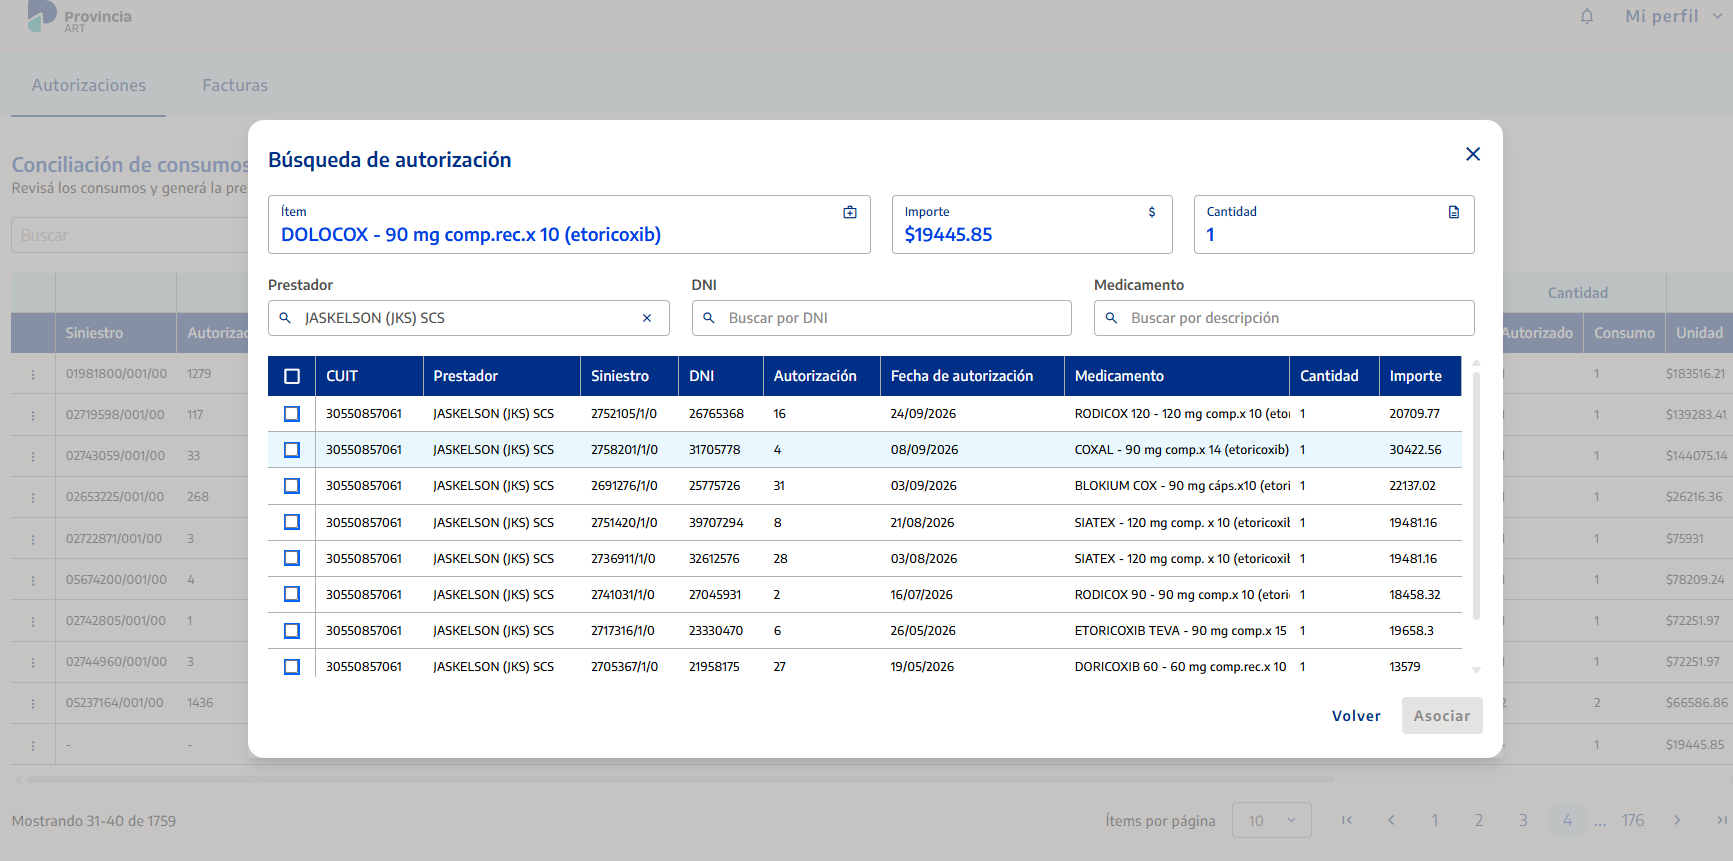 Provincia
ART
Mi perfil
Autorizaciones Facturas
Búsqueda de autorización
Conciliación de consumos
Revisá los consumos y generá la pre
Buscar
Ítem
DOLOCOX - 90 mg comp.rec.x 10 (etoricoxib)
Importe $
$19445.85
Cantidad
1
Prestador DNI Medicamento
JASKELSON (JKS) SCS Buscar por DNI Buscar por descripción
CUIT Prestador Siniestro DNI Autorización Fecha de autorización Medicamento Cantidad Importe
30550857061 JASKELSON (JKS) SCS 2752105/1/0 26765368 16 24/09/2026 RODICOX 120 - 120 mg comp.x 10 (eto 1 20709.77
30550857061 JASKELSON (JKS) SCS 2758201/1/0 31705778 4 08/09/2026 COXAL - 90 mg comp.x 14 (etoricoxib) 1 30422.56
30550857061 JASKELSON (JKS) SCS 2691276/1/0 25775726 31 03/09/2026 BLOKIUM COX - 90 mg cáps.x10 (etori 1 22137.02
30550857061 JASKELSON (JKS) SCS 2751420/1/0 39707294 8 21/08/2026 SIATEX - 120 mg comp. x 10 (etoricoxi 1 19481.16
30550857061 JASKELSON (JKS) SCS 2736911/1/0 32612576 28 03/08/2026 SIATEX - 120 mg comp. x 10 (etoricoxi 1 19481.16
30550857061 JASKELSON (JKS) SCS 2741031/1/0 27045931 2 16/07/2026 RODICOX 90 - 90 mg comp.x 10 (etori 1 18458.32
30550857061 JASKELSON (JKS) SCS 2717316/1/0 23330470 6 26/05/2026 ETORICOXIB TEVA - 90 mg comp.x 15 1 19658.3
30550857061 JASKELSON (JKS) SCS 2705367/1/0 21958175 27 19/05/2026 DORICOXIB 60 - 60 mg comp.rec.x 10 1 13579
Volver Asociar
Cantidad
Siniestro Autorizac Autorizado Consumo Unidad
01981800/001/00 1279 1 $183516.21
02719598/001/00 117 1 $139283.41
02743059/001/00 33 1 $144075.14
02653225/001/00 268 1 $26216.36
02722871/001/00 3 1 $75931
05674200/001/00 4 1 $78209.24
02742805/001/00 1 1 $72251.97
02744960/001/00 3 1 $72251.97
05237164/001/00 1436 2 2 $66586.86
- - - 1 $19445.85
Mostrando 31-40 de 1759 Ítems por página 10 1 2 3 4 ... 176